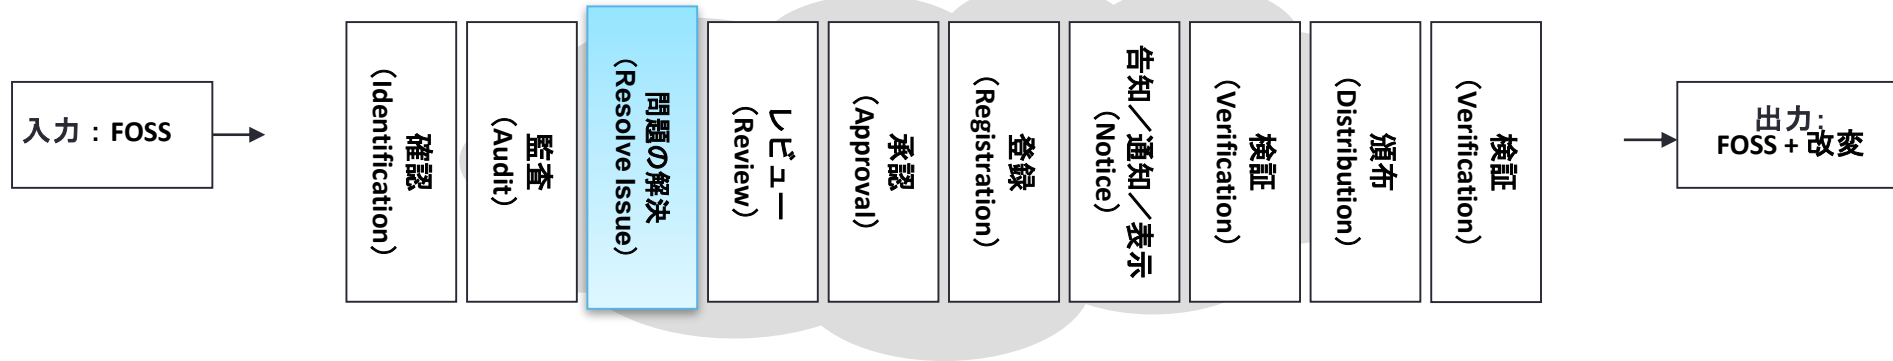 入力：FOSS
確認
（Identification）
監査
（Audit）
問題の解決
（Resolve Issue）
レビュー
（Review）
承認
（Approval）
登録
（Registration）
告知／通知／表示
（Notice）
検証
（Verification）
頒布
（Distribution）
検証
（Verification）
出力:
FOSS + 改変